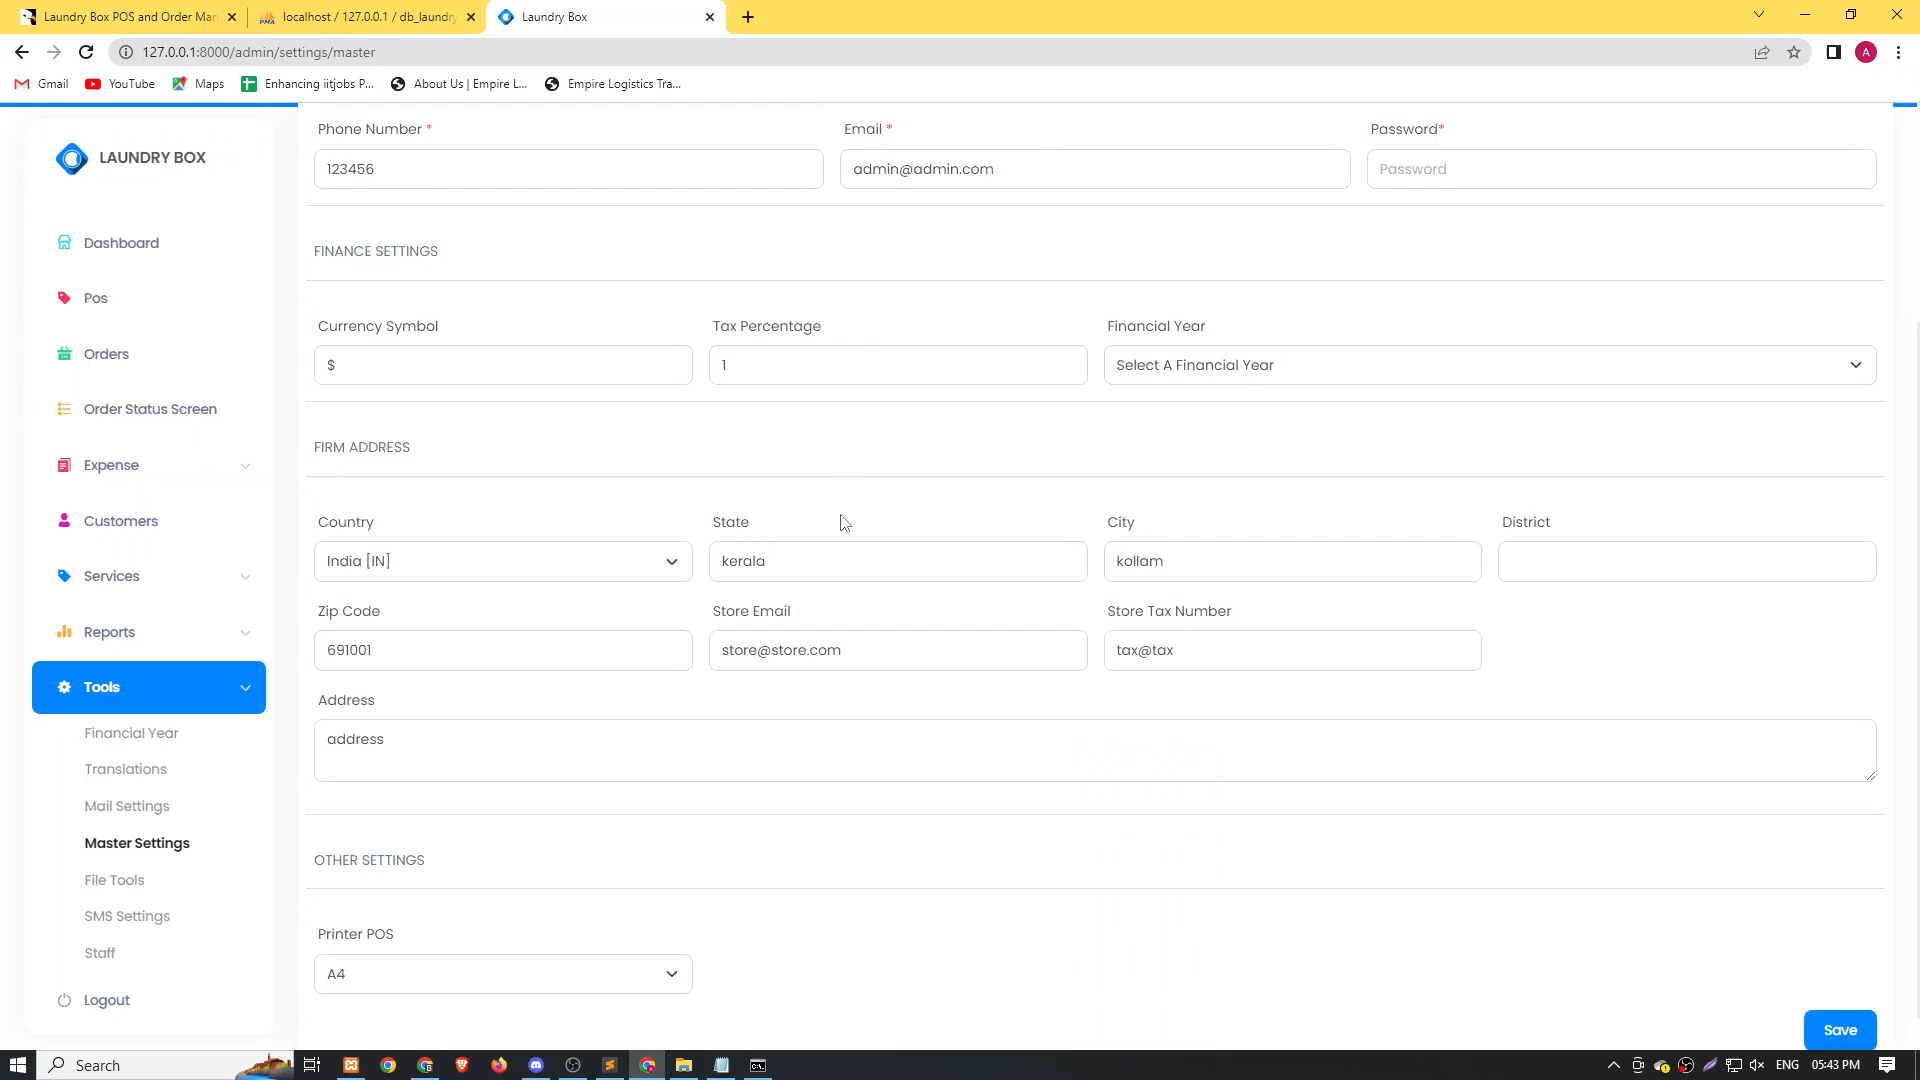 Laundry Box POS and Order Man
localhost / 127.0.0.1 / db_laundry
Laundry Box
127.0.0.1:8000/admin/settings/master
A
Gmail
YouTube
Maps
Enhancing iitjobs P...
About Us | Empire L...
Empire Logistics Tra...
LAUNDRY BOX
Dashboard
Pos
Orders
Order Status Screen
Expense
Customers
Services
Reports
Tools
Financial Year
Translations
Mail Settings
Master Settings
File Tools
SMS Settings
Staff
Logout
Phone Number *
Email *
Password*
123456
admin@admin.com
Password
FINANCE SETTINGS
Currency Symbol
Tax Percentage
Financial Year
$
1
Select A Financial Year
FIRM ADDRESS
Country
State
City
District
India [IN]
kerala
kollam
Zip Code
Store Email
Store Tax Number
691001
store@store.com
tax@tax
Address
address
OTHER SETTINGS
Printer POS
A4
Save
Search
ENG
05:43 PM